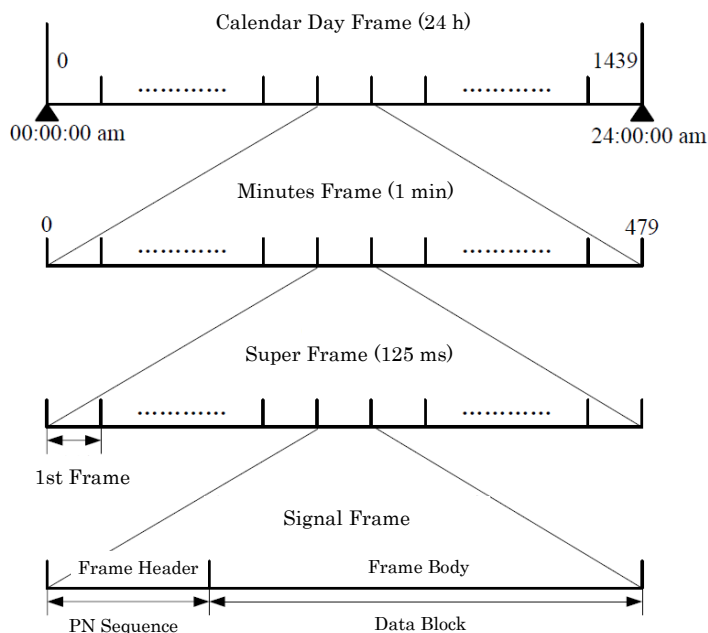 Calendar Day Frame (24 h)
0
1439
…………
…………
00:00:00 am
24:00:00 am
Minutes Frame (1 min)
0
479
…………
…………
Super Frame (125 ms)
…………
…………
1st Frame
Signal Frame
Frame Header
Frame Body
PN Sequence
Data Block